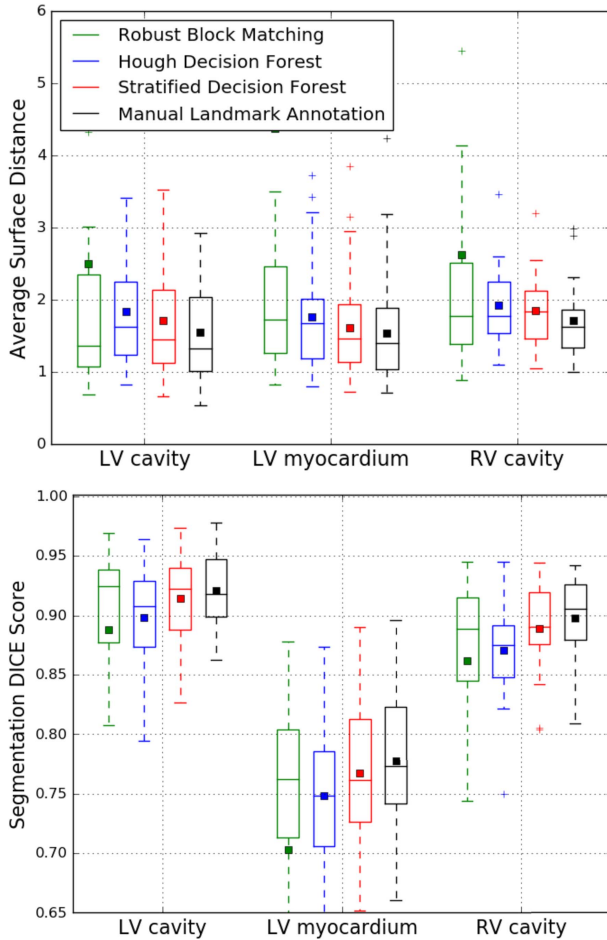 6
5
4
3
2
1
0
Average Surface Distance
Robust Block Matching
Hough Decision Forest
Stratified Decision Forest
Manual Landmark Annotation
LV cavity LV myocardium RV cavity
1.00
0.95
0.90
0.85
0.80
0.75
0.70
0.65
Segmentation DICE Score
LV cavity LV myocardium RV cavity